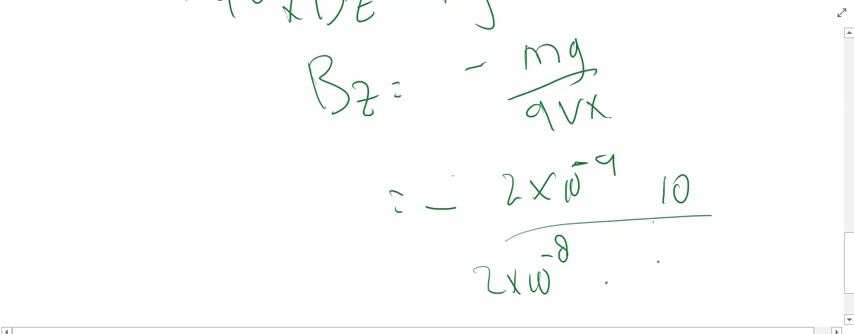 Bz = - mg
qvx
= - 2×10⁻⁹ 10
2×10⁻⁸ .